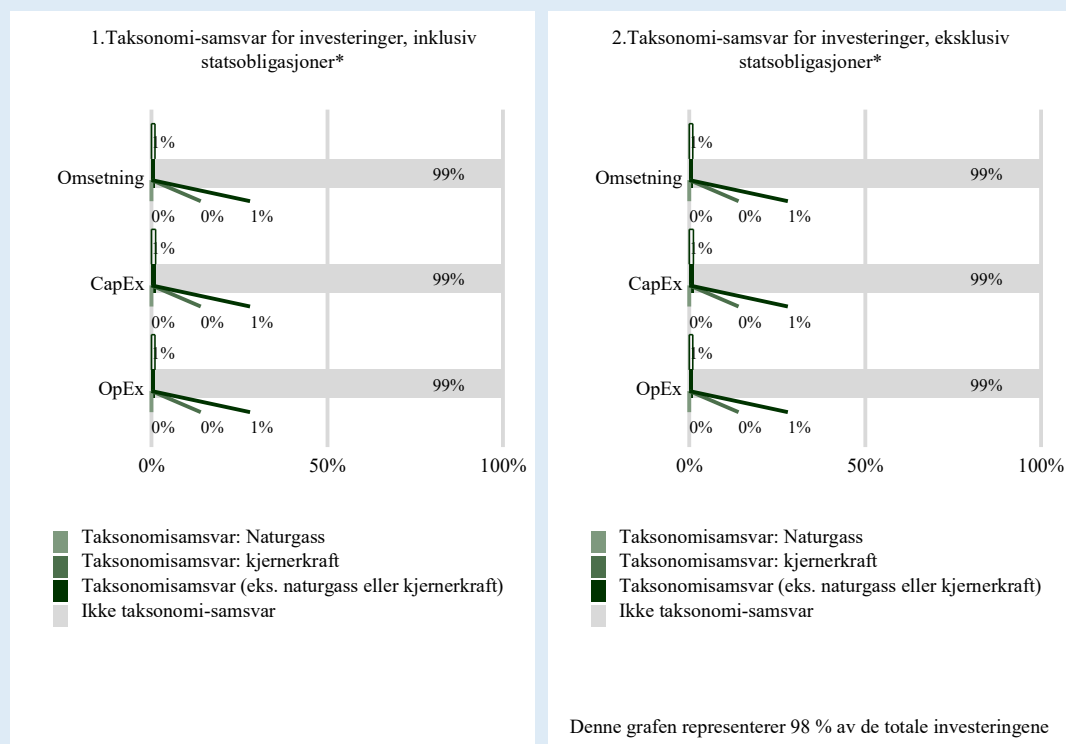 1.Taksonomi-samsvar for investeringer, inklusiv
statsobligasjoner*
1%
Omsetning
99%
0% 0% 1%
1%
CapEx
99%
0% 0% 1%
1%
OpEx
99%
0% 0% 1%
0% 50% 100%
Taksonomisamsvar: Naturgass
Taksonomisamsvar: kjernerkraft
Taksonomisamsvar (eks. naturgass eller kjernerkraft)
Ikke taksonomi-samsvar
2.Taksonomi-samsvar for investeringer, eksklusiv
statsobligasjoner*
1%
Omsetning
99%
0% 0% 1%
1%
CapEx
99%
0% 0% 1%
1%
OpEx
99%
0% 0% 1%
0% 50% 100%
Taksonomisamsvar: Naturgass
Taksonomisamsvar: kjernerkraft
Taksonomisamsvar (eks. naturgass eller kjernerkraft)
Ikke taksonomi-samsvar
Denne grafen representerer 98 % av de totale investeringene